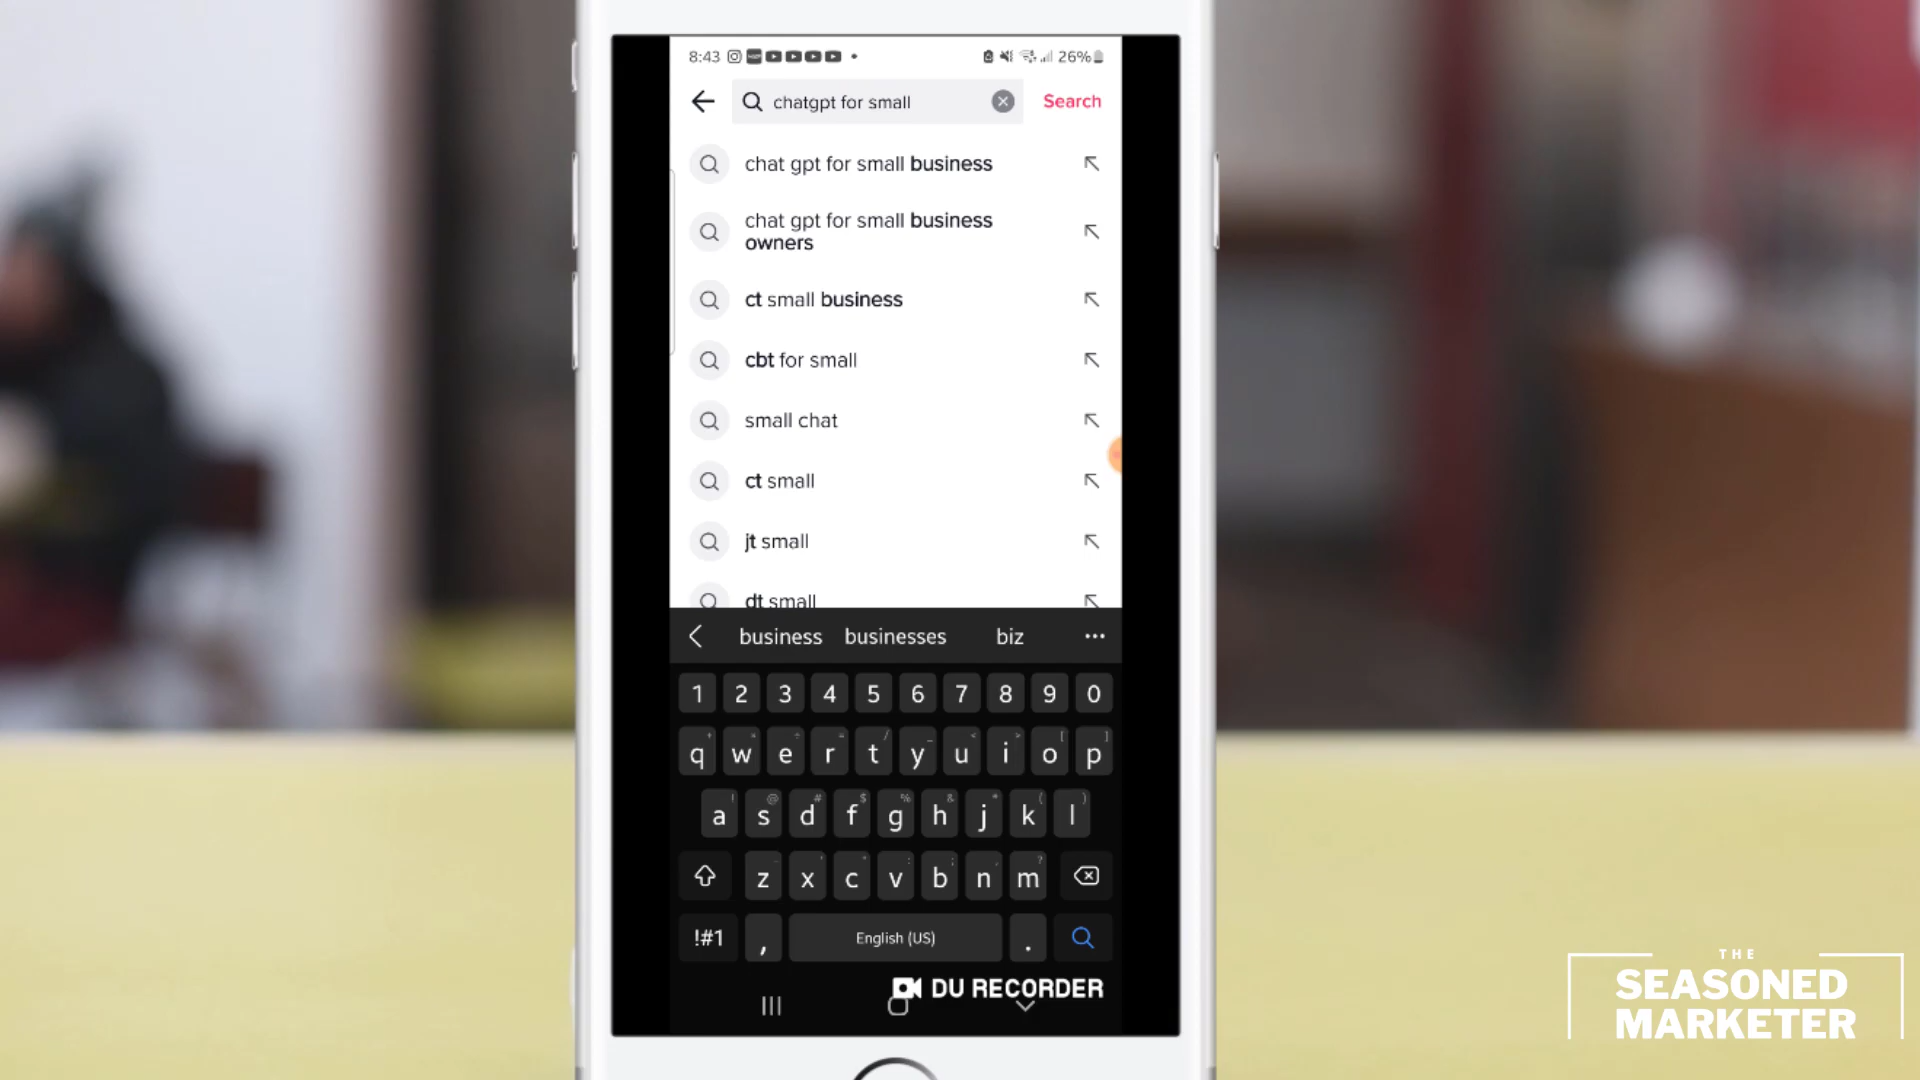 8:43
26%
chatgpt for small
Search
chat gpt for small business
chat gpt for small business
owners
ct small business
cbt for small
small chat
ct small
jt small
dt small
business businesses biz
1 2 3 4 5 6 7 8 9 0
q w e r t y u i o p
a s d f g h j k l
z x c v b n m
!#1 , English (US) .
DU RECORDER
THE
SEASONED
MARKETER